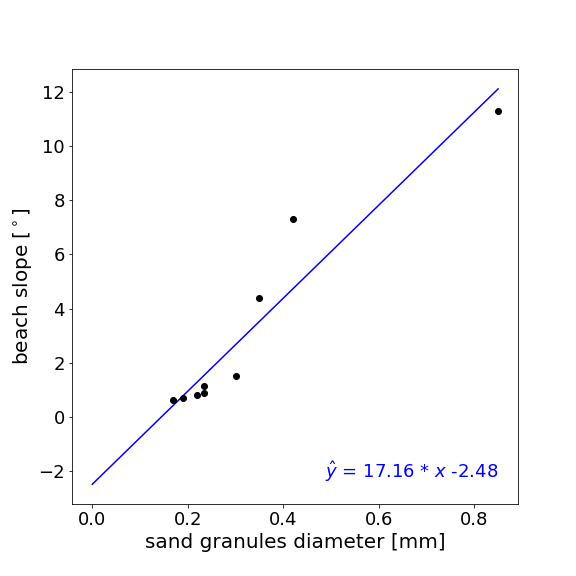 12
10
8
6
4
2
0
−2
beach slope [°]
ŷ = 17.16 * x -2.48
0.0 0.2 0.4 0.6 0.8
sand granules diameter [mm]